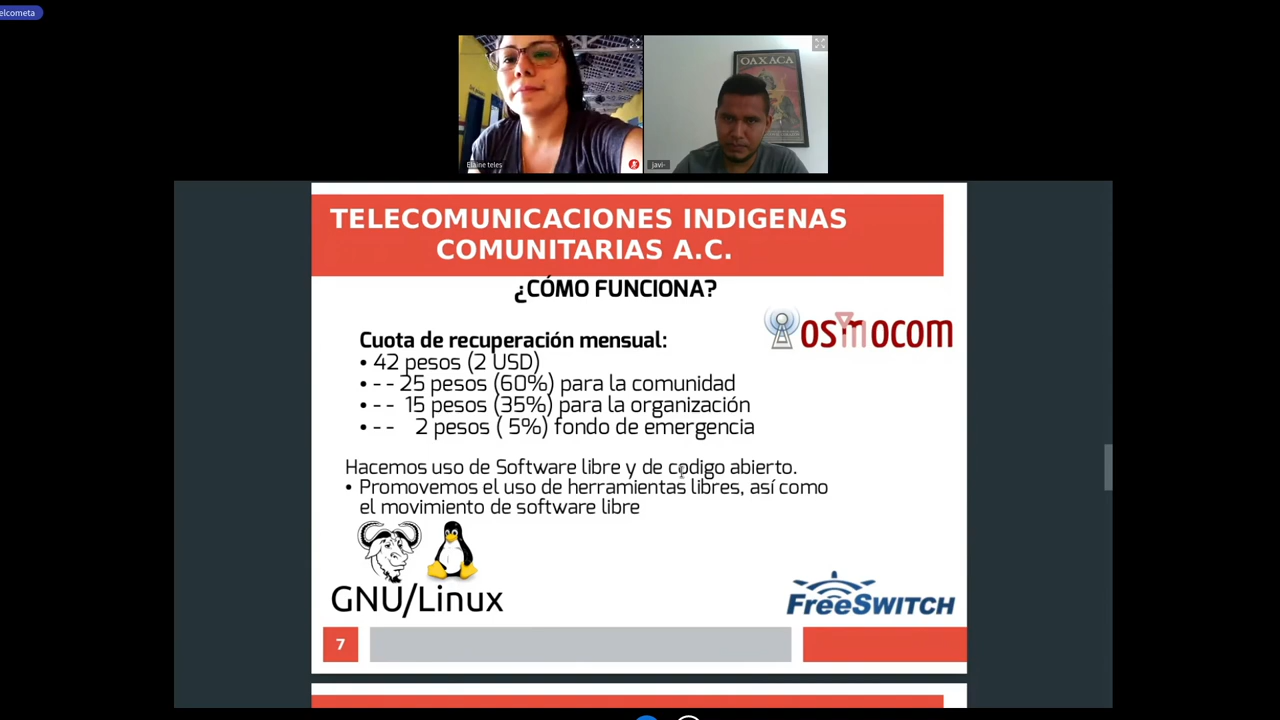 elcometa
OAXACA
Elaine teles
javi-
TELECOMUNICACIONES INDIGENAS
COMUNITARIAS A.C.
¿CÓMO FUNCIONA?
OSMOCOM
Cuota de recuperación mensual:
• 42 pesos (2 USD)
• - - 25 pesos (60%) para la comunidad
• - - 15 pesos (35%) para la organización
• - - 2 pesos ( 5%) fondo de emergencia
Hacemos uso de Software libre y de codigo abierto.
• Promovemos el uso de herramientas libres, así como
el movimiento de software libre
GNU/Linux
FreeSWITCH
7